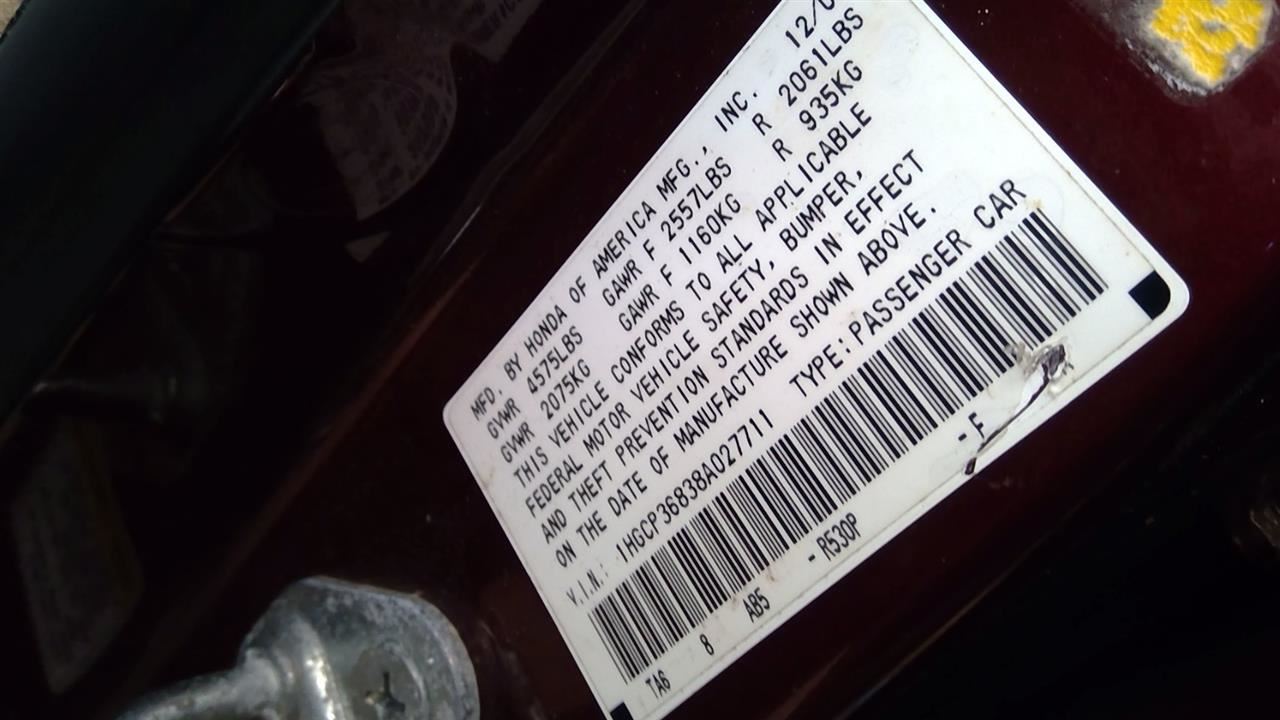 MFD. BY HONDA OF AMERICA MFG., INC. 12/0
GVWR 4575LBS GAWR F 2557LBS R 2061LBS
GVWR 2075KG GAWR F 1160KG R 935KG
THIS VEHICLE CONFORMS TO ALL APPLICABLE
FEDERAL MOTOR VEHICLE SAFETY, BUMPER,
AND THEFT PREVENTION STANDARDS IN EFFECT
ON THE DATE OF MANUFACTURE SHOWN ABOVE.
V.I.N.: 1HGCP36838A027711 TYPE: PASSENGER CAR
TA6 8 AB5 -R530P -F